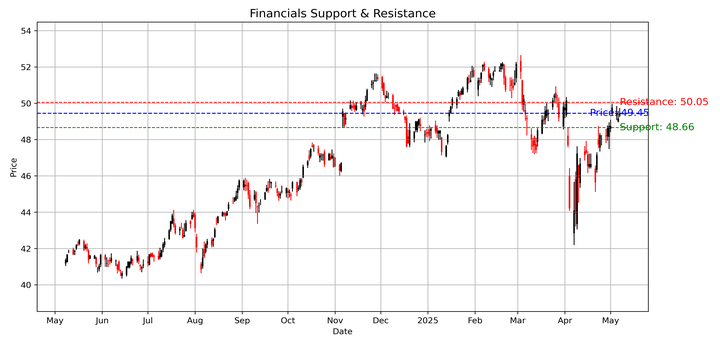 Financials Support & Resistance
54
52
50
48
46
44
42
40
Price
Resistance: 50.05
Price: 49.45
Support: 48.66
May Jun Jul Aug Sep Oct Nov Dec 2025 Feb Mar Apr May
Date